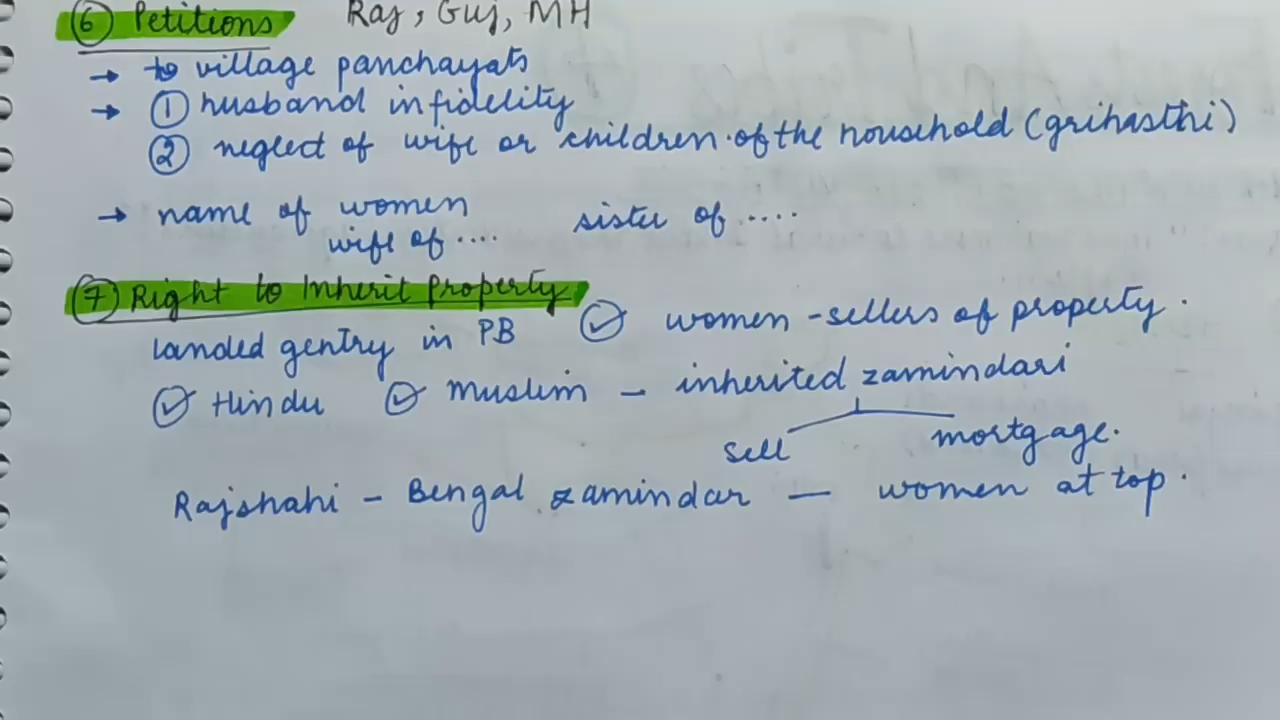 ⑥ Petitions Raj, Guj, MH
→ to village panchayats
→ ① husband infidelity
② neglect of wife or children of the household (grihasthi)
→ name of women
wife of .... sister of ....
⑦ Right to Inherit Property
landed gentry in PB ✓ women - sellers of property.
✓ Hindu ✓ Muslim – inherited zamindari
sell mortgage.
Rajshahi – Bengal zamindar — women at top.